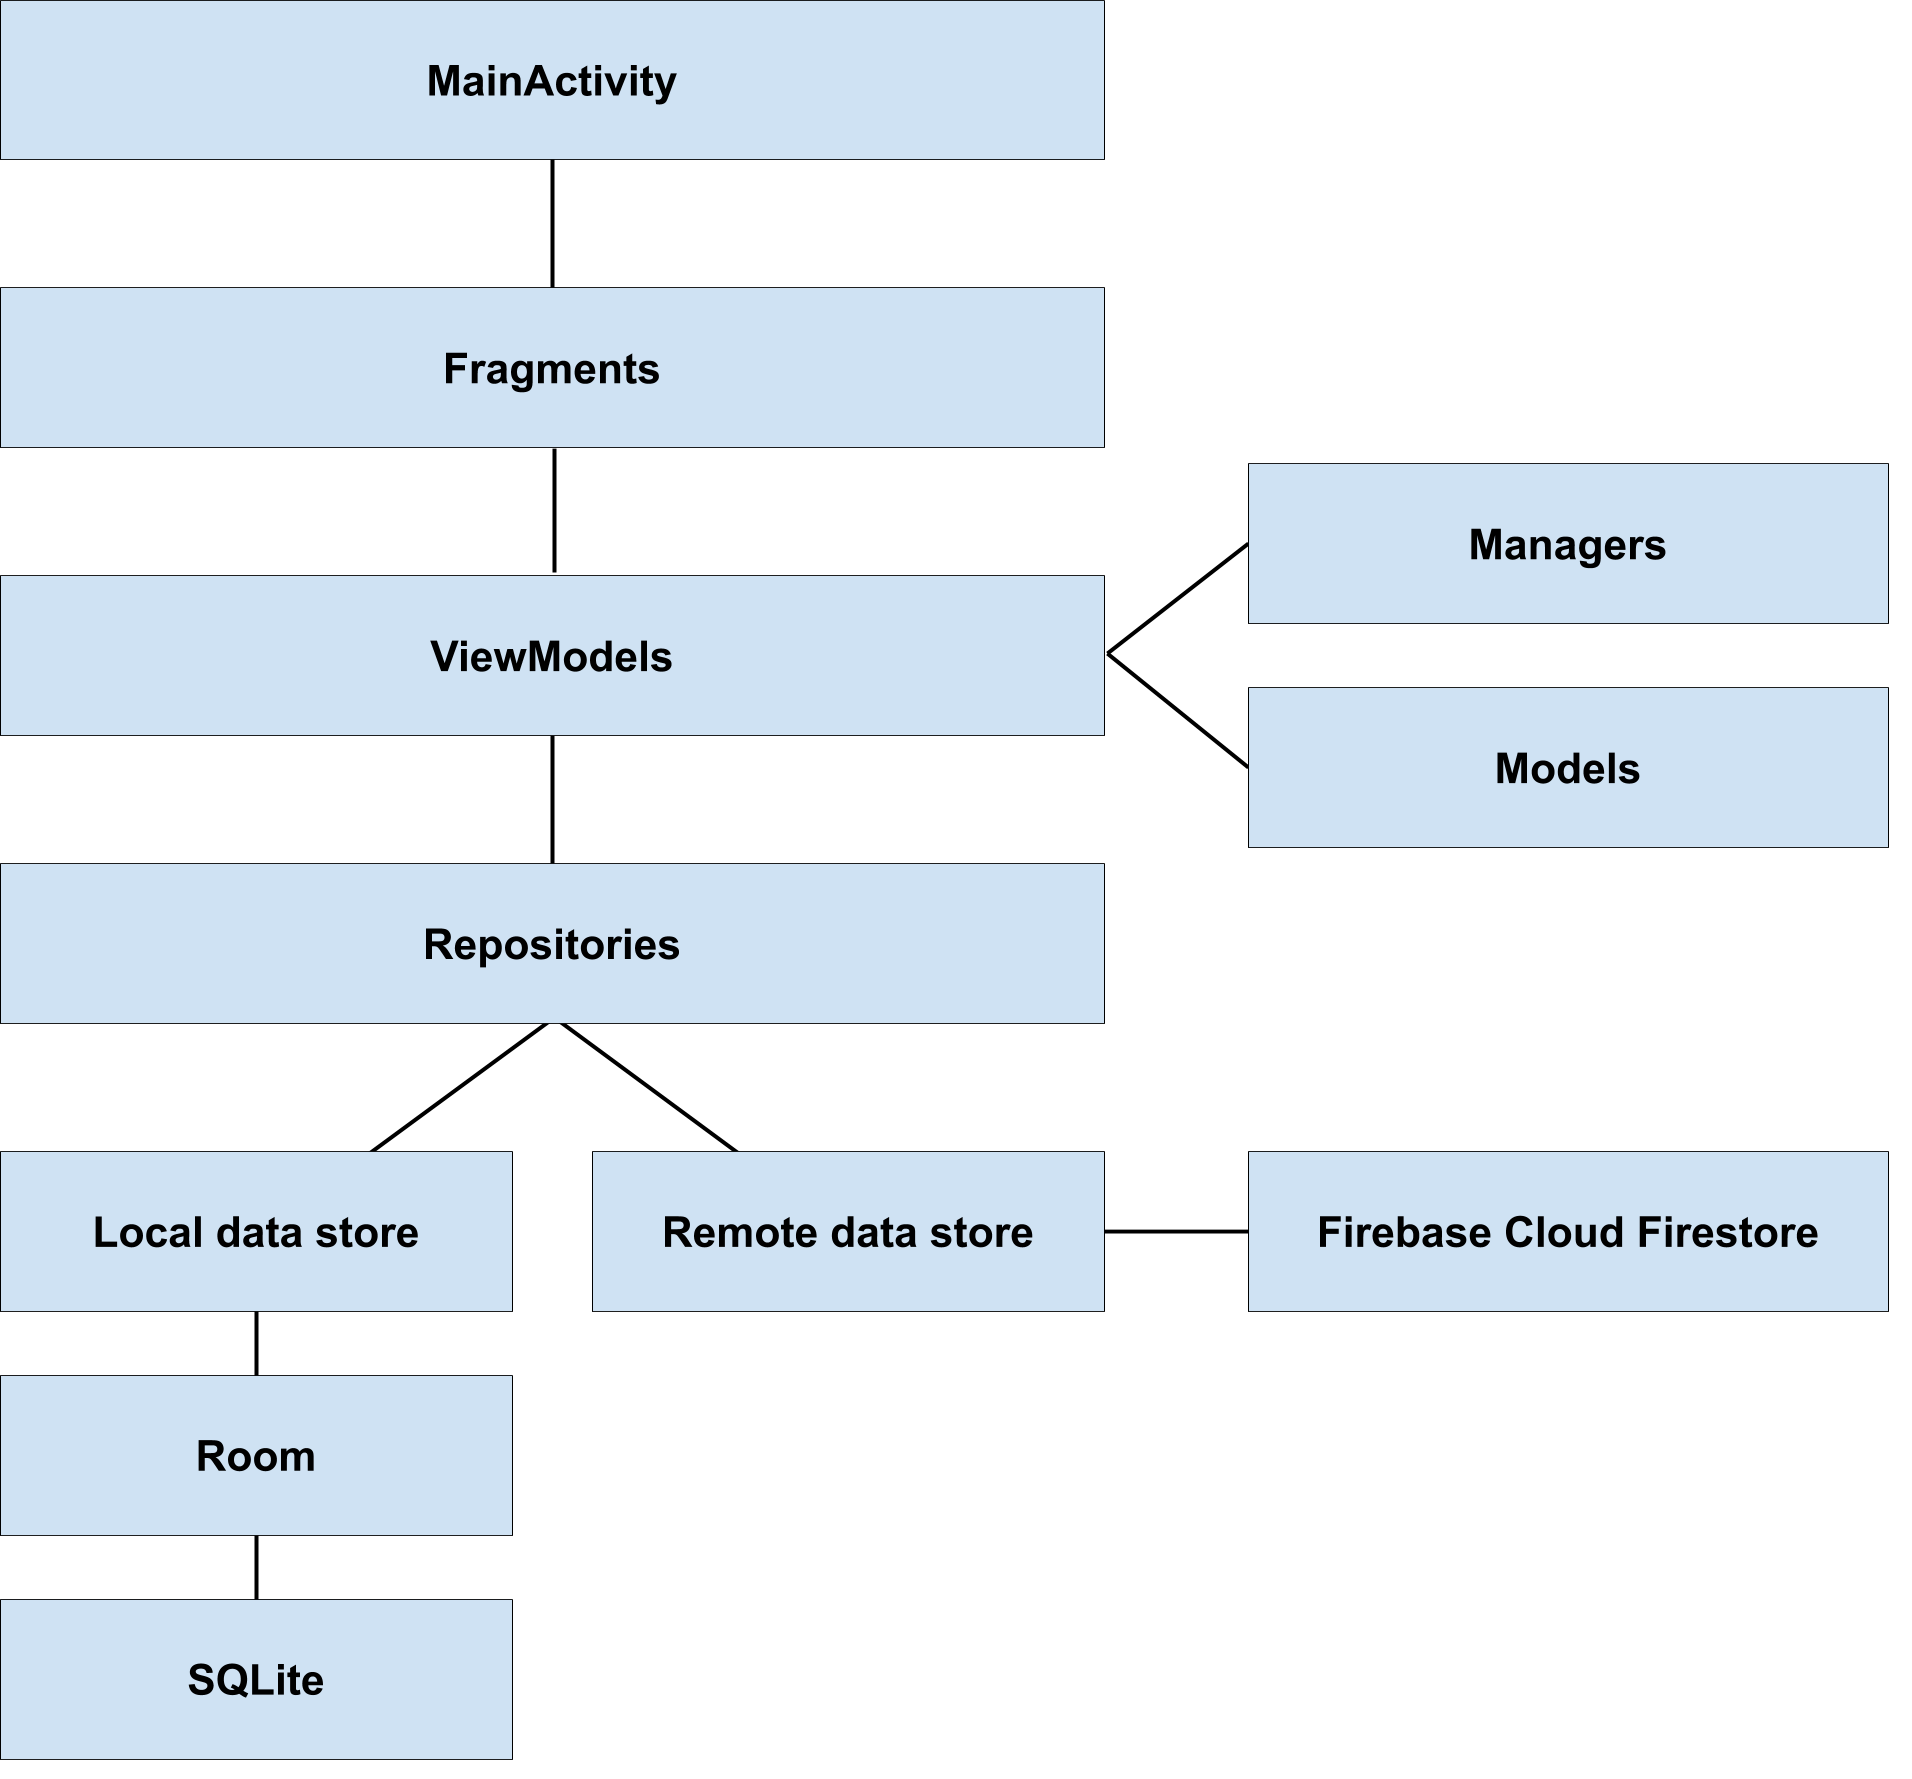 MainActivity
Fragments
Managers
ViewModels
Models
Repositories
Local data store
Remote data store
Firebase Cloud Firestore
Room
SQLite